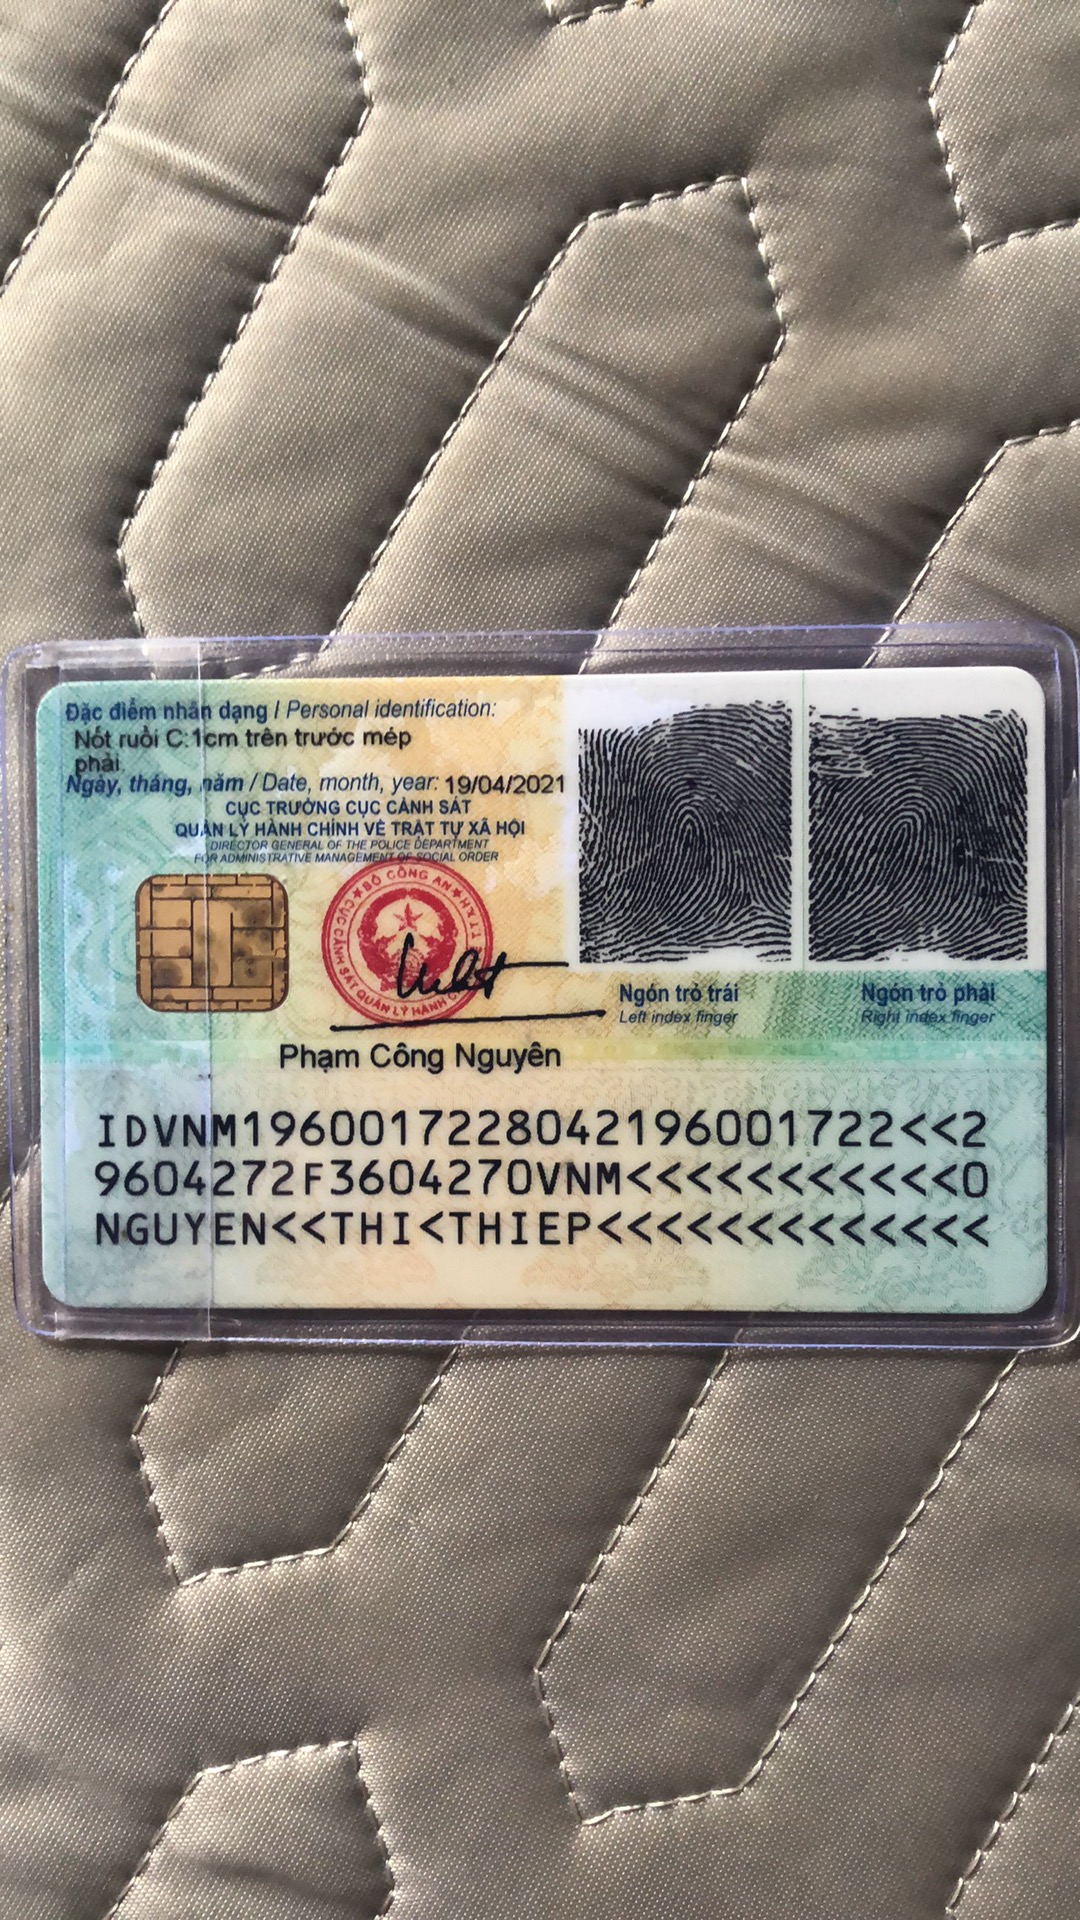 Đặc điểm nhân dạng / Personal identification:
Nốt ruồi C:1cm trên trước mép
phải
Ngày, tháng, năm / Date, month, year: 19/04/2021
CỤC TRƯỞNG CỤC CẢNH SÁT
QUẢN LÝ HÀNH CHÍNH VỀ TRẬT TỰ XÃ HỘI
DIRECTOR GENERAL OF THE POLICE DEPARTMENT
FOR ADMINISTRATIVE MANAGEMENT OF SOCIAL ORDER
BỘ CÔNG AN
CỤC CẢNH SÁT QUẢN LÝ HÀNH
Ngón trỏ trái
Left index finger
Ngón trỏ phải
Right index finger
Phạm Công Nguyên
IDVNM1960017228042196001722<<2
9604272F3604270VNM<<<<<<<<<<<0
NGUYEN<<THI<THIEP<<<<<<<<<<<<<